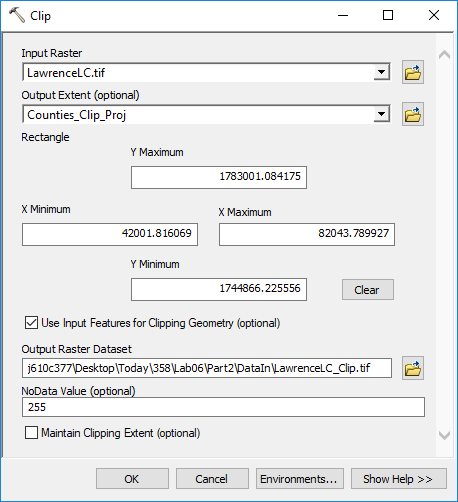 Clip
Input Raster
LawrenceLC.tif
Output Extent (optional)
Counties_Clip_Proj
Rectangle
Y Maximum
1783001.084175
X Minimum
X Maximum
42001.816069
82043.789927
Y Minimum
1744866.225556
Clear
Use Input Features for Clipping Geometry (optional)
Output Raster Dataset
j610c377\Desktop\Today\358\Lab06\Part2\DataIn\LawrenceLC_Clip.tif
NoData Value (optional)
255
Maintain Clipping Extent (optional)
OK Cancel Environments... Show Help >>